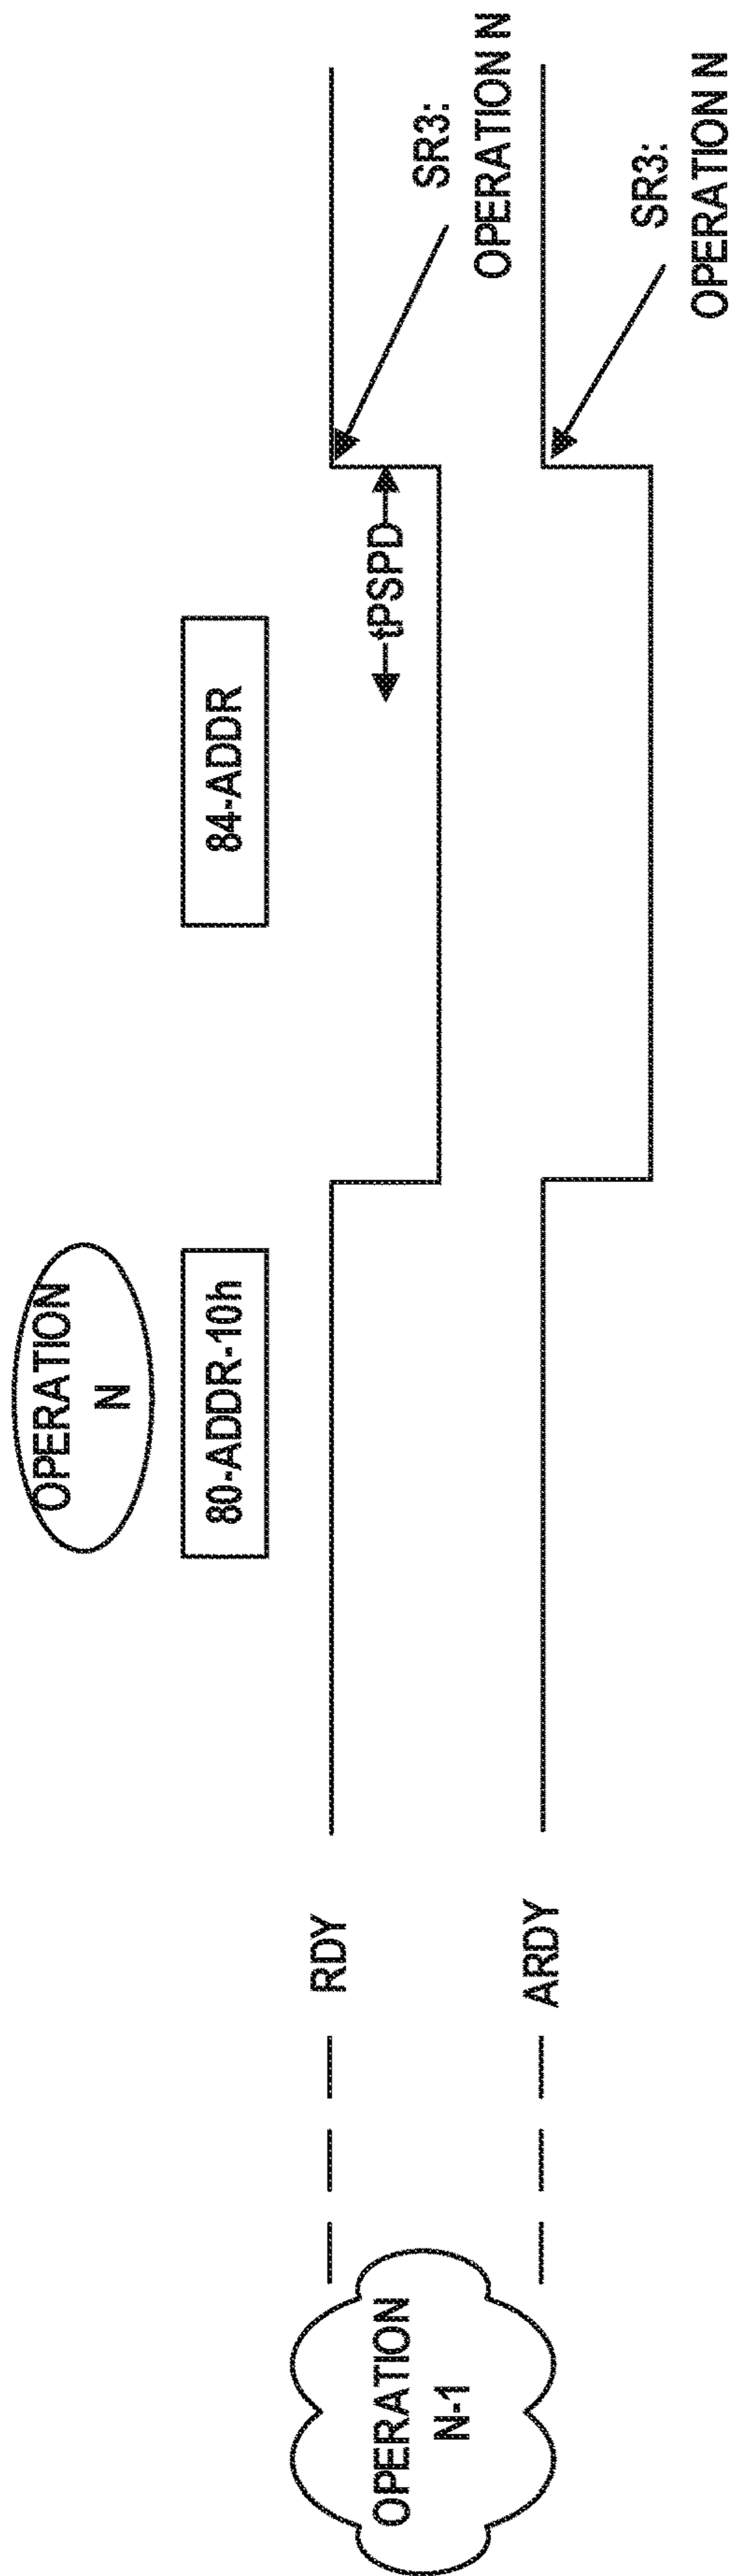 OPERATION
N
80-ADDR-10h
84-ADDR
OPERATION
N-1
RDY
tPSPD
SR3:
OPERATION N
ARDY
SR3:
OPERATION N